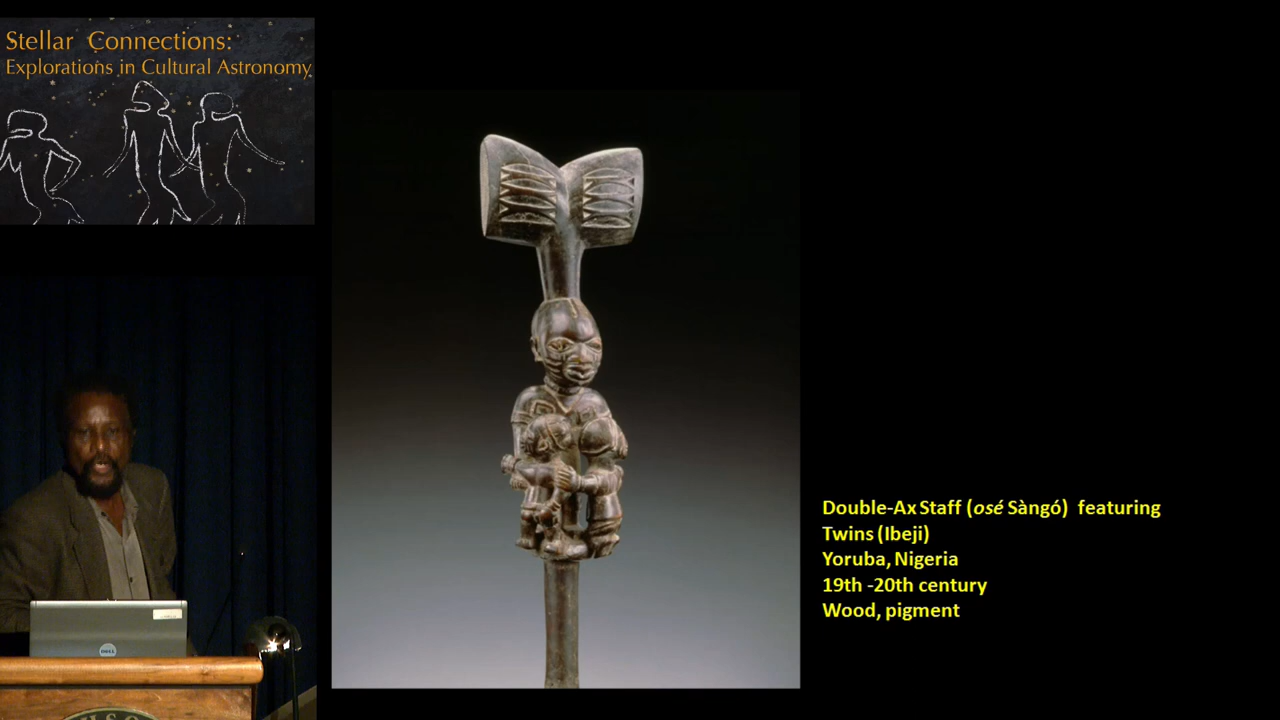 Stellar Connections:
Explorations in Cultural Astronomy
Double-Ax Staff (osé Sàngó) featuring
Twins (Ibeji)
Yoruba, Nigeria
19th -20th century
Wood, pigment
DELL